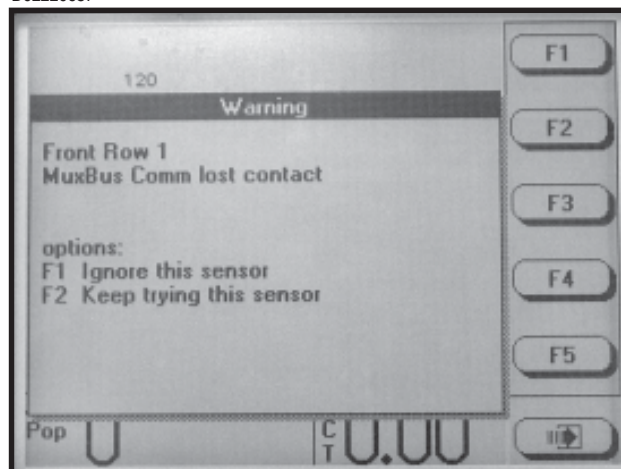 120
Warning
Front Row 1
MuxBus Comm lost contact
options:
F1 Ignore this sensor
F2 Keep trying this sensor
F1
F2
F3
F4
F5
Pop
C
T